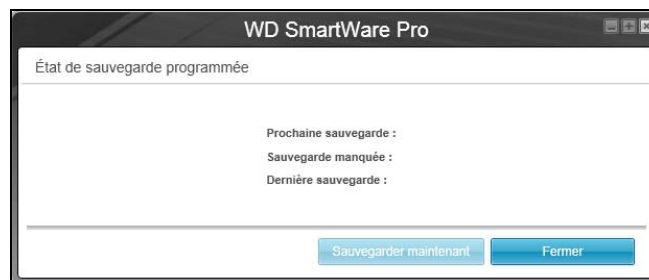 WD SmartWare Pro
État de sauvegarde programmée
Prochaine sauvegarde :
Sauvegarde manquée :
Dernière sauvegarde :
Sauvegarder maintenant Fermer